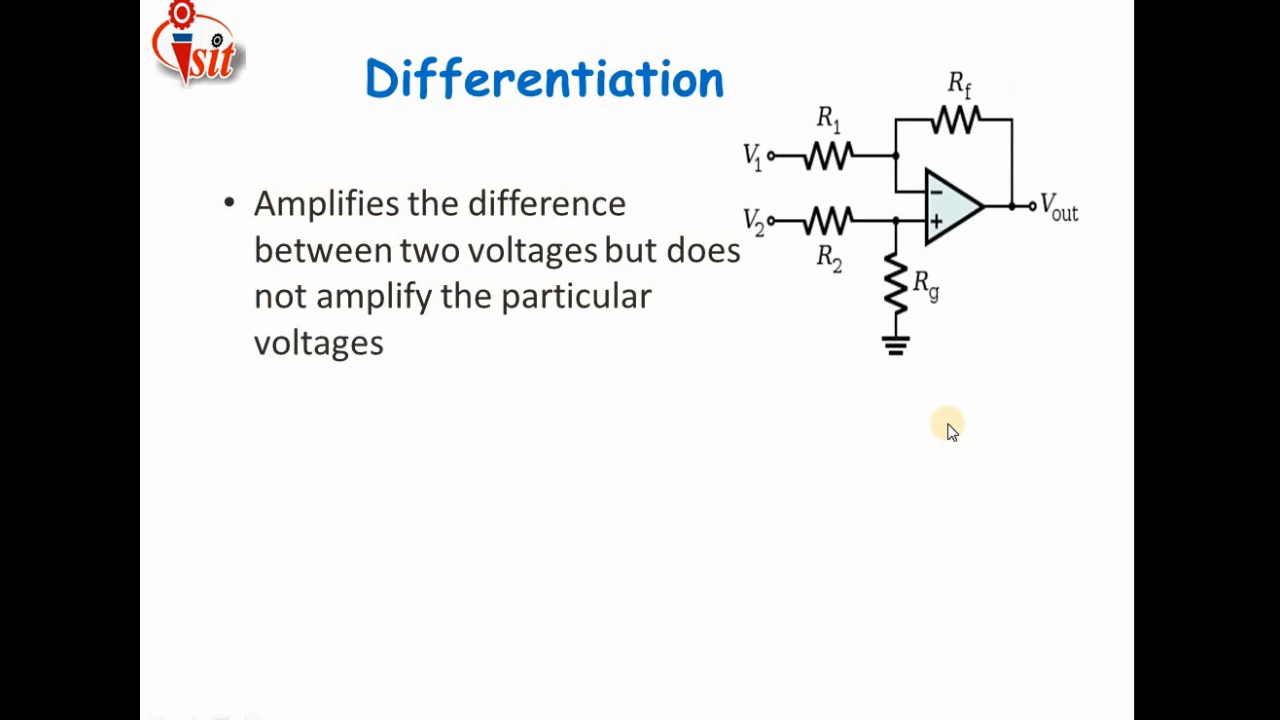 isit
Differentiation
• Amplifies the difference
between two voltages but does
not amplify the particular
voltages
Rf
R1
V1
−
V2
+
Vout
R2
Rg